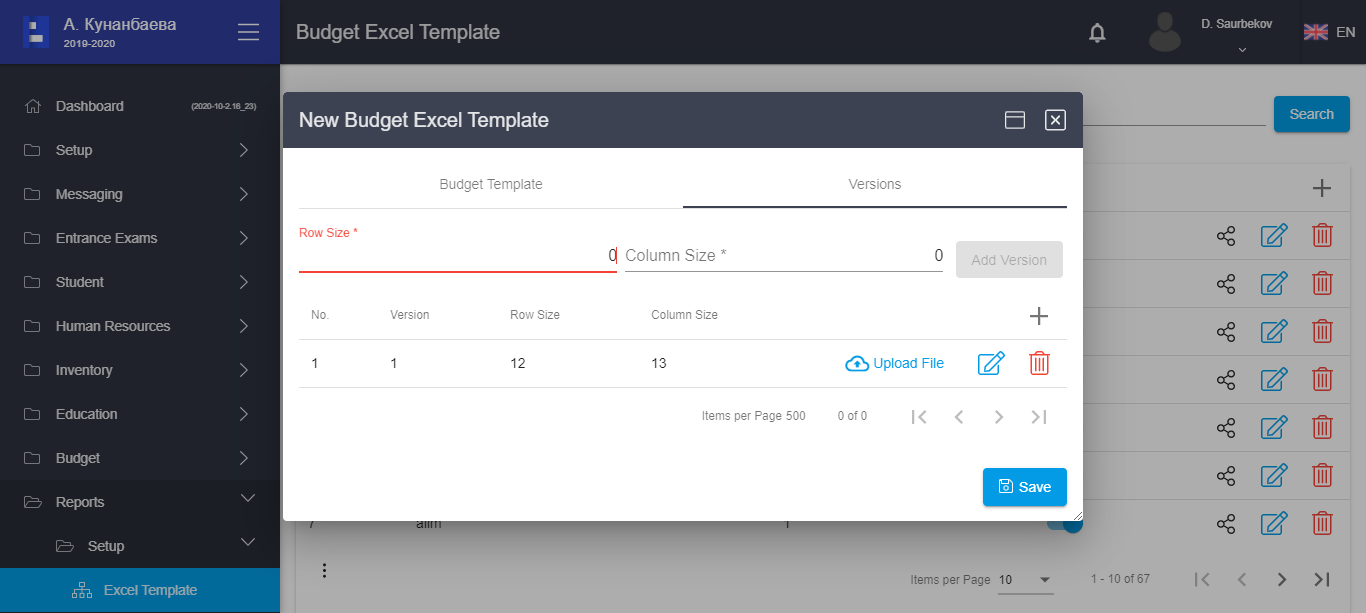 А. Кунанбаева
2019-2020
Budget Excel Template
D. Saurbekov
EN
Dashboard (2020-10-2.16_23)
Setup
Messaging
Entrance Exams
Student
Human Resources
Inventory
Education
Budget
Reports
Setup
Excel Template
Search
New Budget Excel Template
Budget Template Versions
Row Size *
0 Column Size * 0 Add Version
No. Version Row Size Column Size
1 1 12 13 Upload File
Items per Page 500 0 of 0
Save
7 alim 1
Items per Page 10 1 - 10 of 67